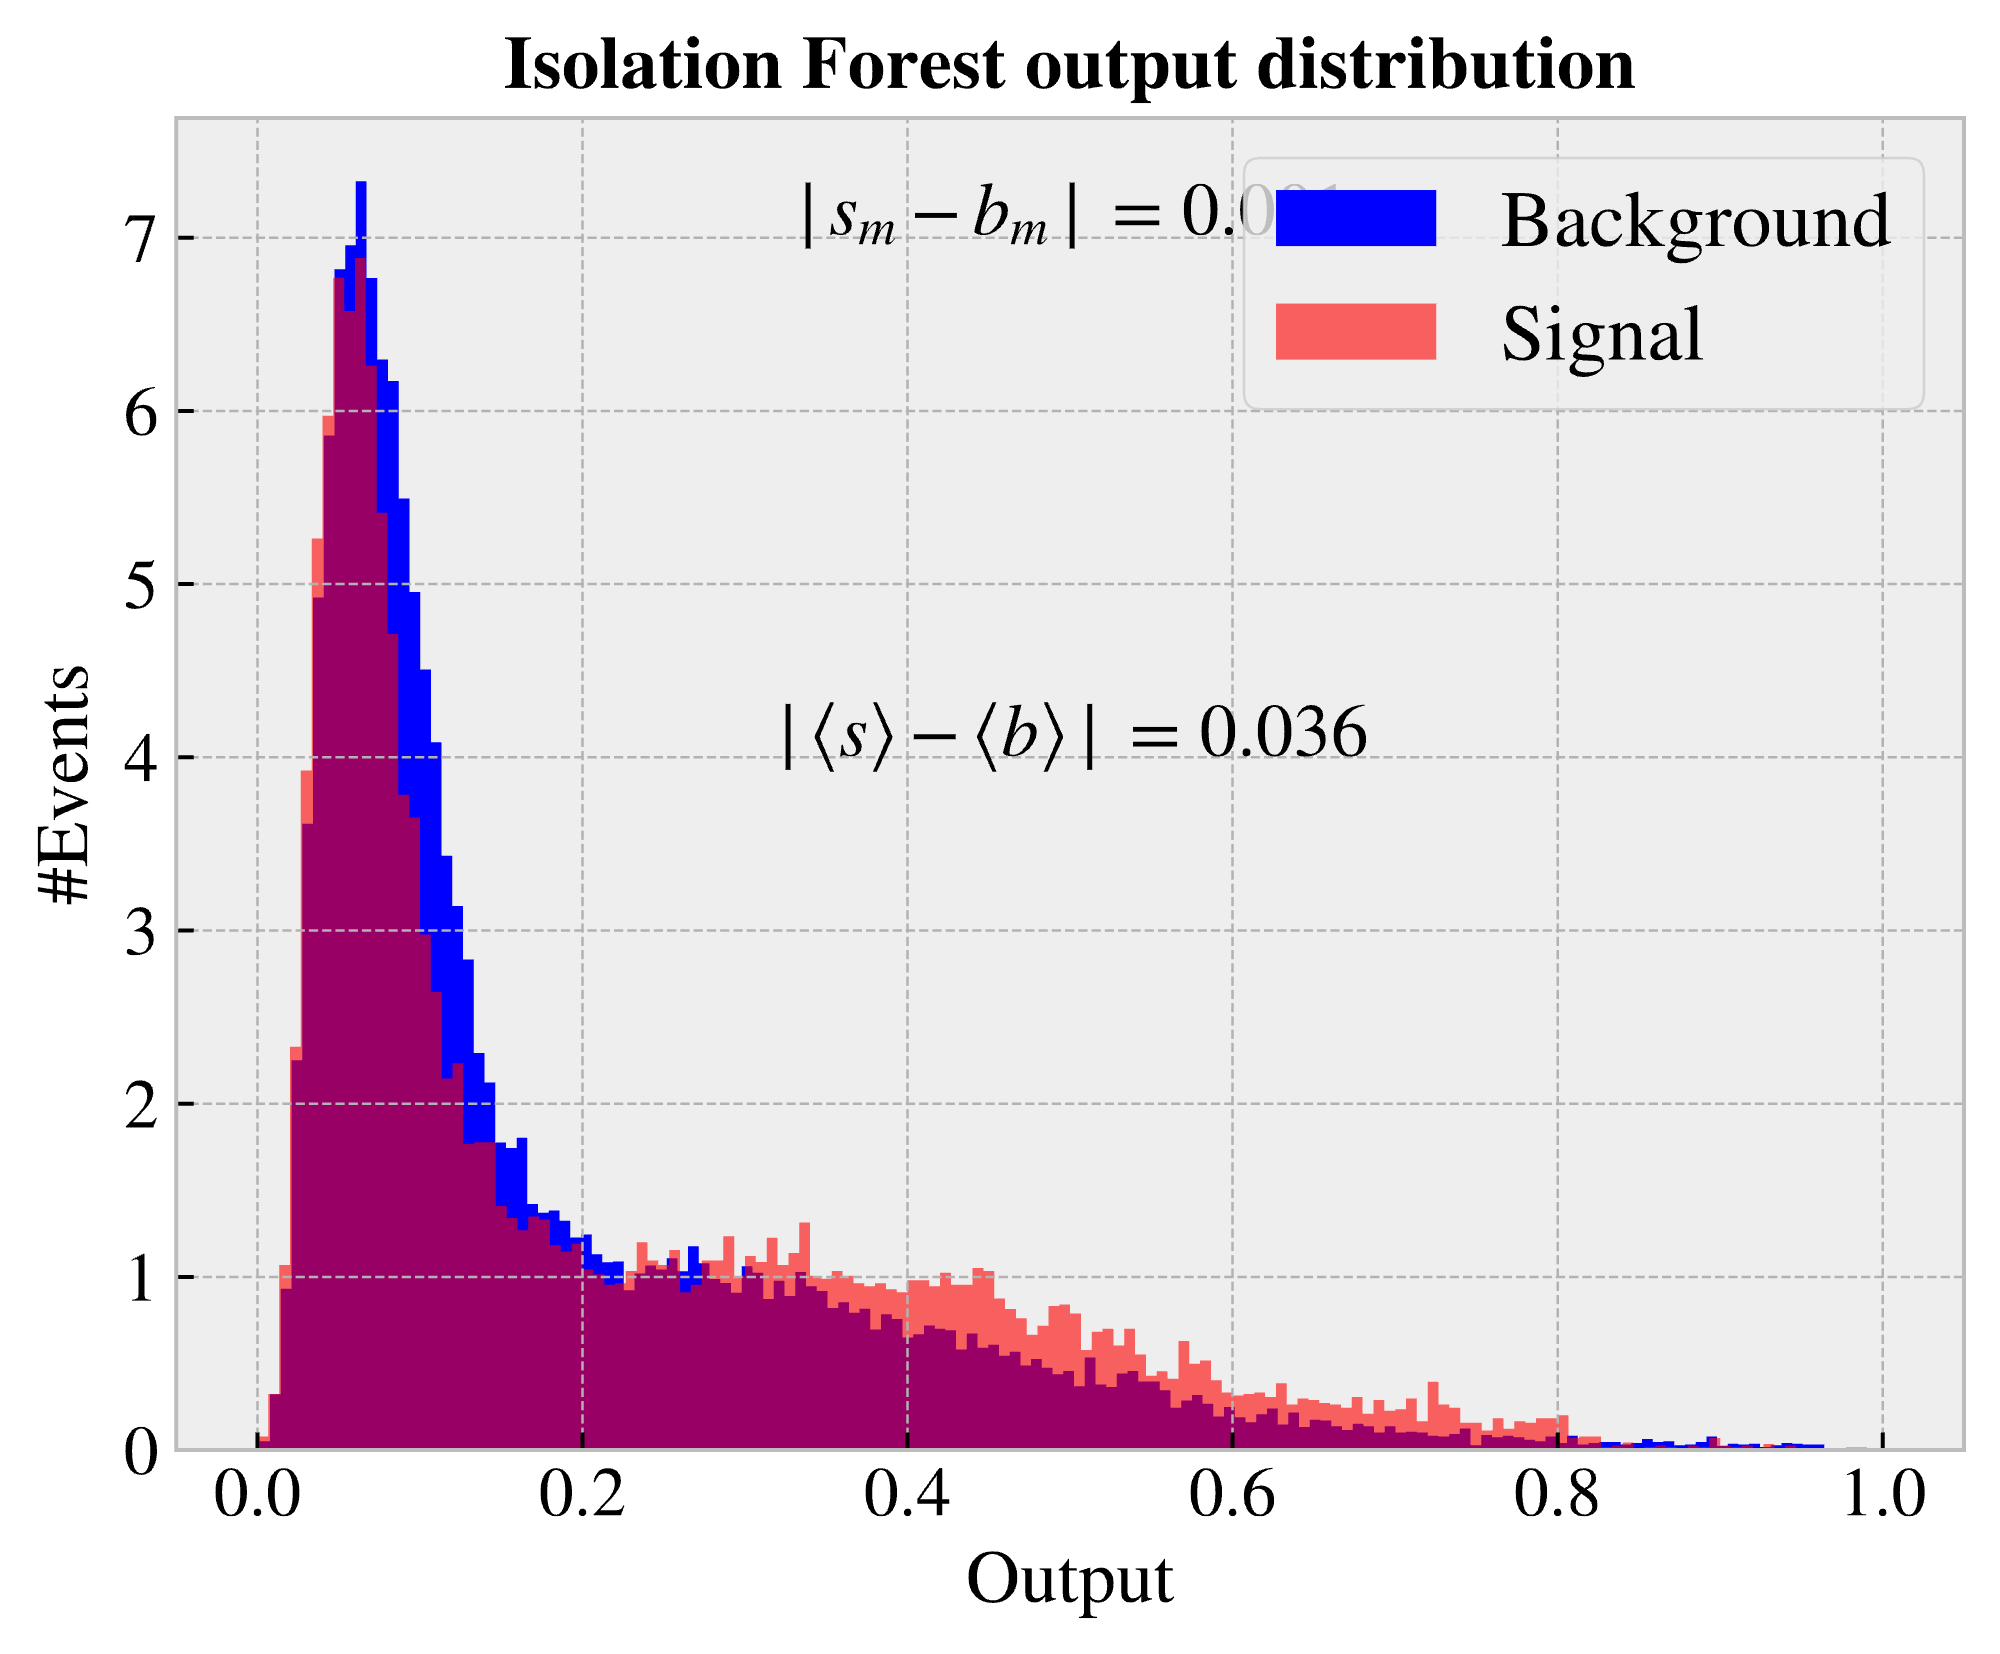 Isolation Forest output distribution
| s_m − b_m | = 0.0
Background
Signal
| ⟨s⟩ − ⟨b⟩ | = 0.036
#Events
7
6
5
4
3
2
1
0
0.0 0.2 0.4 0.6 0.8 1.0
Output